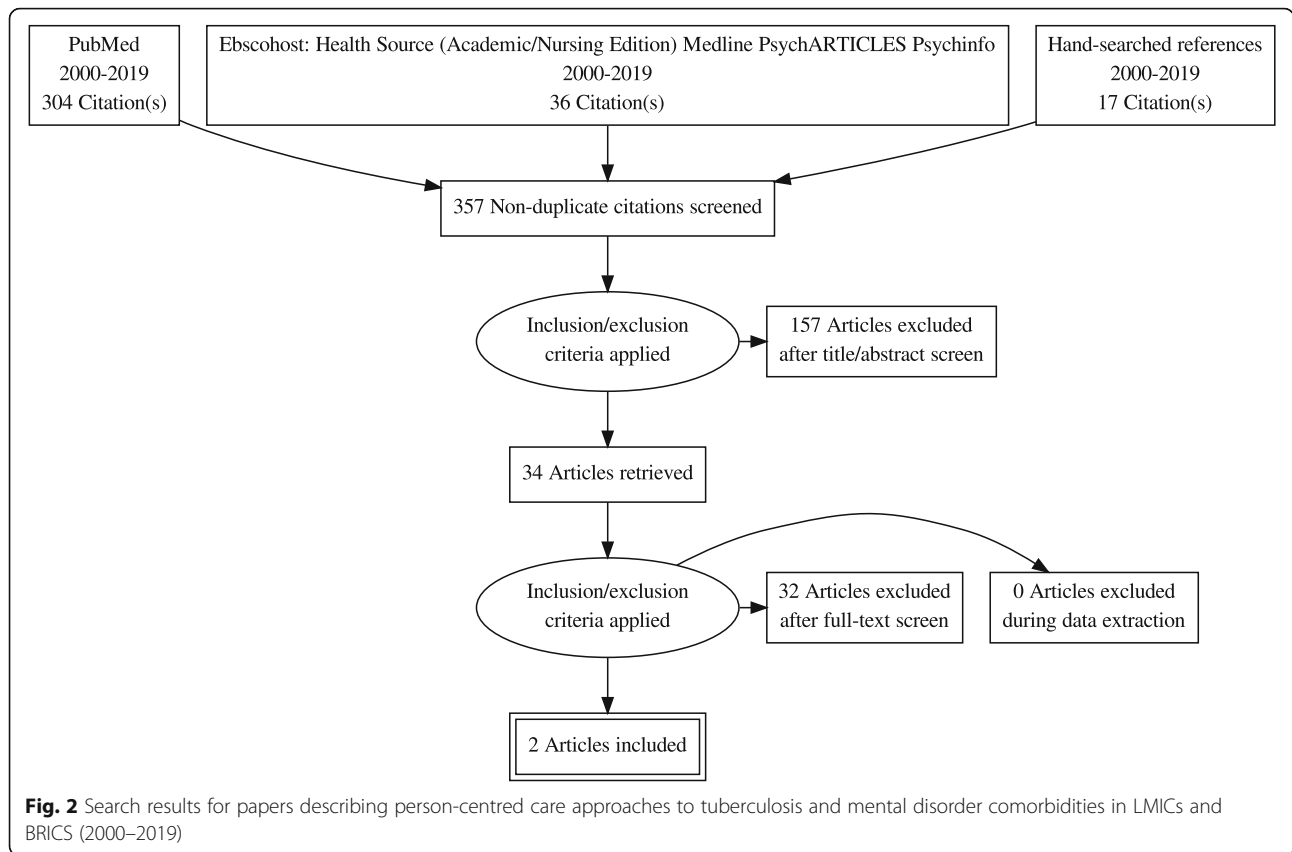 PubMed
2000-2019
304 Citation(s)
Ebscohost: Health Source (Academic/Nursing Edition) Medline PsychARTICLES Psychinfo
2000-2019
36 Citation(s)
Hand-searched references
2000-2019
17 Citation(s)
357 Non-duplicate citations screened
Inclusion/exclusion
criteria applied
157 Articles excluded
after title/abstract screen
34 Articles retrieved
Inclusion/exclusion
criteria applied
32 Articles excluded
after full-text screen
0 Articles excluded
during data extraction
2 Articles included
Fig. 2 Search results for papers describing person-centred care approaches to tuberculosis and mental disorder comorbidities in LMICs and
BRICS (2000–2019)